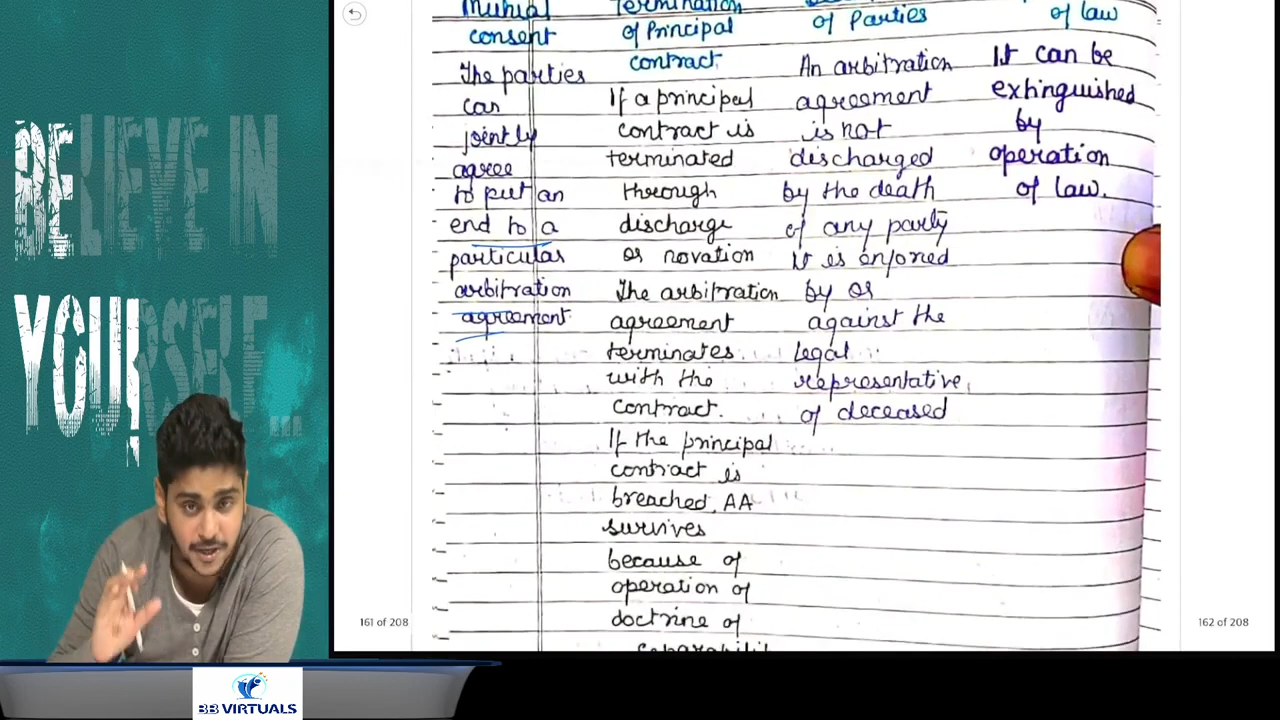 BELIEVE IN
YOURSELF...
Mutual
consent
The parties
can
jointly
agree
to put an
end to a
particular
arbitration
agreement
Termination
of Principal
contract
If a principal
contract is
terminated
through
discharge
or novation
The arbitration
agreement
terminates
with the
contract.
If the principal
contract is
breached, AA
survives
because of
operation of
doctrine of
of Parties
An arbitration
agreement
is not
discharged
by the death
of any party
it is enforced
by or
against the
legal
representative
of deceased
of law
It can be
extinguished
by
operation
of law.
161 of 208
162 of 208
BB VIRTUALS